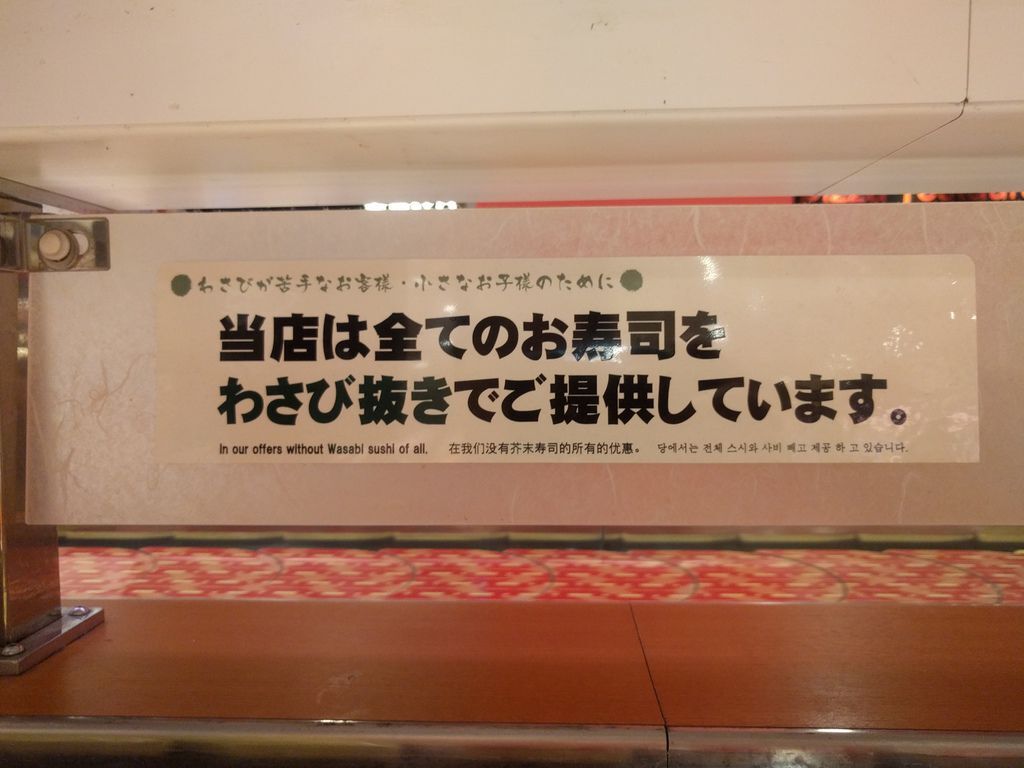 ●わさびが苦手なお客様・小さなお子様のために●
当店は全てのお寿司を
わさび抜きでご提供しています。
In our offers without Wasabi sushi of all. 在我们没有芥末寿司的所有的优惠。 당에서는 전체 스시와 사비 빼고 제공 하 고 있습니다.